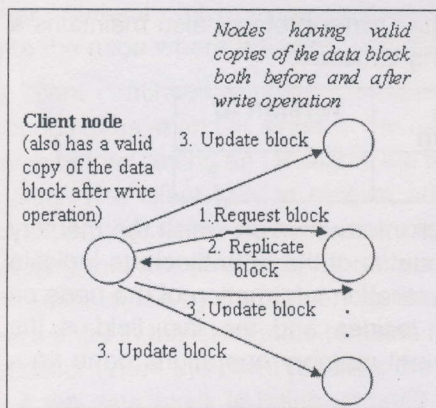 Nodes having valid
copies of the data block
both before and after
write operation
Client node
(also has a valid
copy of the data
block after write
operation)
3. Update block
1.Request block
2. Replicate
block
3. Update block
3. Update block